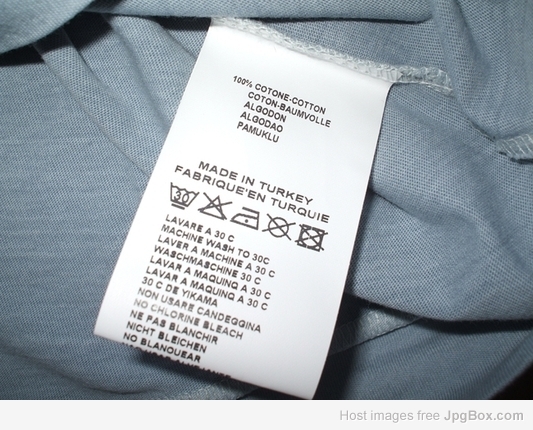 100% COTONE-COTTON
COTON-BAUMVOLLE
ALGODON
ALGODAO
PAMUKLU
MADE IN TURKEY
FABRIQUE'EN TURQUIE
30
LAVARE A 30 C
MACHINE WASH TO 30C
LAVER A MACHINE A 30 C
WASCHMASCHINE 30 C
LAVAR A MAQUINA A 30 C
LAVAR A MAQUINQ A 30 C
30 C DE YIKAMA
NON USARE CANDEGGINA
NO CHLORINE BLEACH
NE PAS BLANCHIR
NICHT BLEICHEN
NO BLANQUEAR
Host images free JpgBox.com